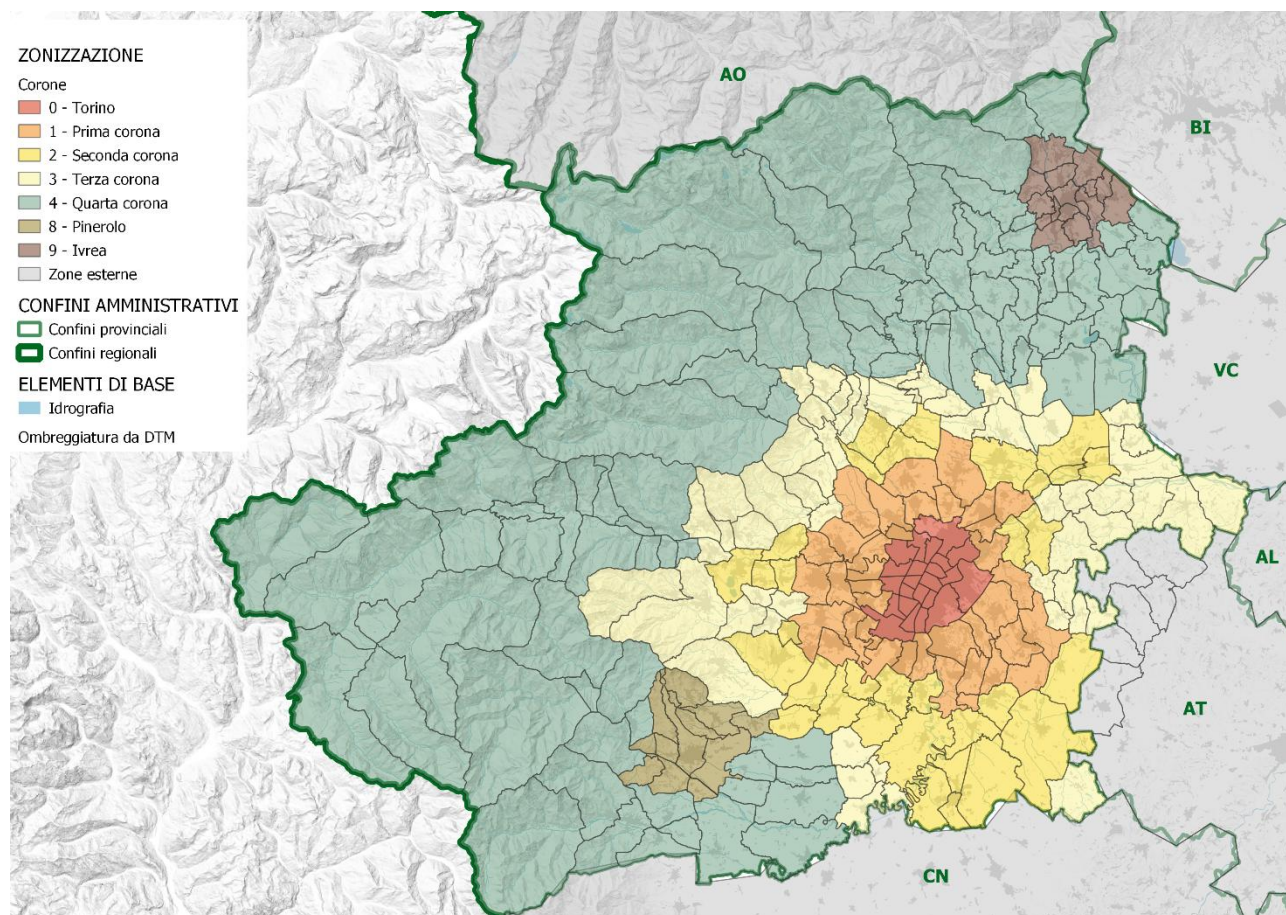 ZONIZZAZIONE
Corone
0 - Torino
1 - Prima corona
2 - Seconda corona
3 - Terza corona
4 - Quarta corona
8 - Pinerolo
9 - Ivrea
Zone esterne
CONFINI AMMINISTRATIVI
Confini provinciali
Confini regionali
ELEMENTI DI BASE
Idrografia
Ombreggiatura da DTM
AO
BI
VC
AL
AT
CN